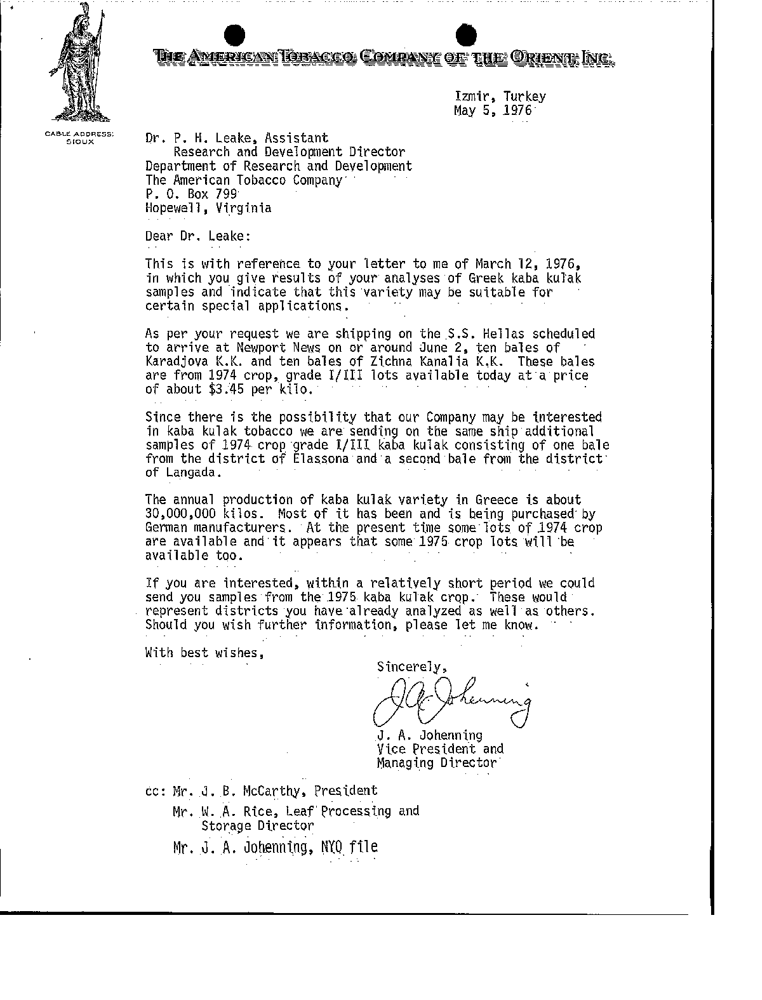 THE AMERICAN TOBACCO COMPANY OF THE ORIENT, INC.
CABLE ADDRESS:
SIOUX
Izmir, Turkey
May 5, 1976
Dr. P. H. Leake, Assistant
Research and Development Director
Department of Research and Development
The American Tobacco Company
P. O. Box 799
Hopewell, Virginia
Dear Dr. Leake:
This is with reference to your letter to me of March 12, 1976,
in which you give results of your analyses of Greek kaba kulak
samples and indicate that this variety may be suitable for
certain special applications.
As per your request we are shipping on the S.S. Hellas scheduled
to arrive at Newport News on or around June 2, ten bales of
Karadjova K.K. and ten bales of Zichna Kanalia K.K. These bales
are from 1974 crop, grade I/III lots available today at a price
of about $3.45 per kilo.
Since there is the possibility that our Company may be interested
in kaba kulak tobacco we are sending on the same ship additional
samples of 1974 crop grade I/III kaba kulak consisting of one bale
from the district of Elassona and a second bale from the district
of Langada.
The annual production of kaba kulak variety in Greece is about
30,000,000 kilos. Most of it has been and is being purchased by
German manufacturers. At the present time some lots of 1974 crop
are available and it appears that some 1975 crop lots will be
available too.
If you are interested, within a relatively short period we could
send you samples from the 1975 kaba kulak crop. These would
represent districts you have already analyzed as well as others.
Should you wish further information, please let me know.
With best wishes,
Sincerely,
JA Johenning
J. A. Johenning
Vice President and
Managing Director
cc: Mr. J. B. McCarthy, President
Mr. W. A. Rice, Leaf Processing and
Storage Director
Mr. J. A. Johenning, NYO file